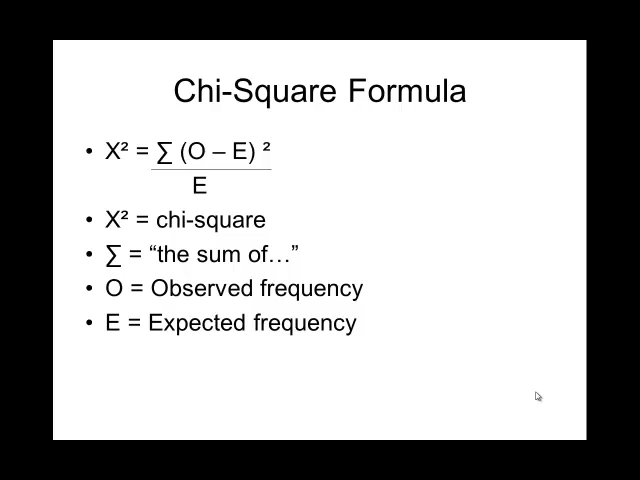 Chi-Square Formula
• X² = ∑ (O – E) ²
E
• X² = chi-square
• ∑ = “the sum of…”
• O = Observed frequency
• E = Expected frequency